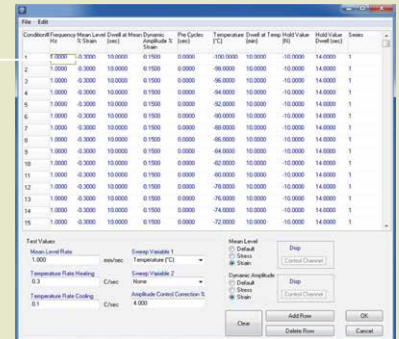 File Edit
Condition# Frequency Hz Mean Level % Strain Dwell at Mean (sec) Dynamic Amplitude % Strain Pre Cycles (sec) Temperature (°C) Dwell at Temp (min) Hold Value (N) Hold Value Dwell (sec) Series
1 1.0000 -0.3000 10.0000 0.1500 0.0000 -100.0000 10.0000 -10.0000 14.0000 1
2 1.0000 -0.3000 10.0000 0.1500 0.0000 -98.0000 10.0000 -10.0000 14.0000 1
3 1.0000 -0.3000 10.0000 0.1500 0.0000 -96.0000 10.0000 -10.0000 14.0000 1
4 1.0000 -0.3000 10.0000 0.1500 0.0000 -94.0000 10.0000 -10.0000 14.0000 1
5 1.0000 -0.3000 10.0000 0.1500 0.0000 -92.0000 10.0000 -10.0000 14.0000 1
6 1.0000 -0.3000 10.0000 0.1500 0.0000 -90.0000 10.0000 -10.0000 14.0000 1
7 1.0000 -0.3000 10.0000 0.1500 0.0000 -88.0000 10.0000 -10.0000 14.0000 1
8 1.0000 -0.3000 10.0000 0.1500 0.0000 -86.0000 10.0000 -10.0000 14.0000 1
9 1.0000 -0.3000 10.0000 0.1500 0.0000 -84.0000 10.0000 -10.0000 14.0000 1
10 1.0000 -0.3000 10.0000 0.1500 0.0000 -82.0000 10.0000 -10.0000 14.0000 1
11 1.0000 -0.3000 10.0000 0.1500 0.0000 -80.0000 10.0000 -10.0000 14.0000 1
12 1.0000 -0.3000 10.0000 0.1500 0.0000 -78.0000 10.0000 -10.0000 14.0000 1
13 1.0000 -0.3000 10.0000 0.1500 0.0000 -76.0000 10.0000 -10.0000 14.0000 1
14 1.0000 -0.3000 10.0000 0.1500 0.0000 -74.0000 10.0000 -10.0000 14.0000 1
15 1.0000 -0.3000 10.0000 0.1500 0.0000 -72.0000 10.0000 -10.0000 14.0000 1
Test Values
Mean Level Rate
1.000 mm/sec
Temperature Rate Heating
0.3 C/sec
Temperature Rate Cooling
0.1 C/sec
Sweep Variable 1
Temperature (°C)
Sweep Variable 2
None
Amplitude Control Correction %
4.000
Mean Level
Default
Stress
Strain
Disp
Control Channel
Dynamic Amplitude
Default
Stress
Strain
Disp
Control Channel
Clear
Add Row
Delete Row
OK
Cancel